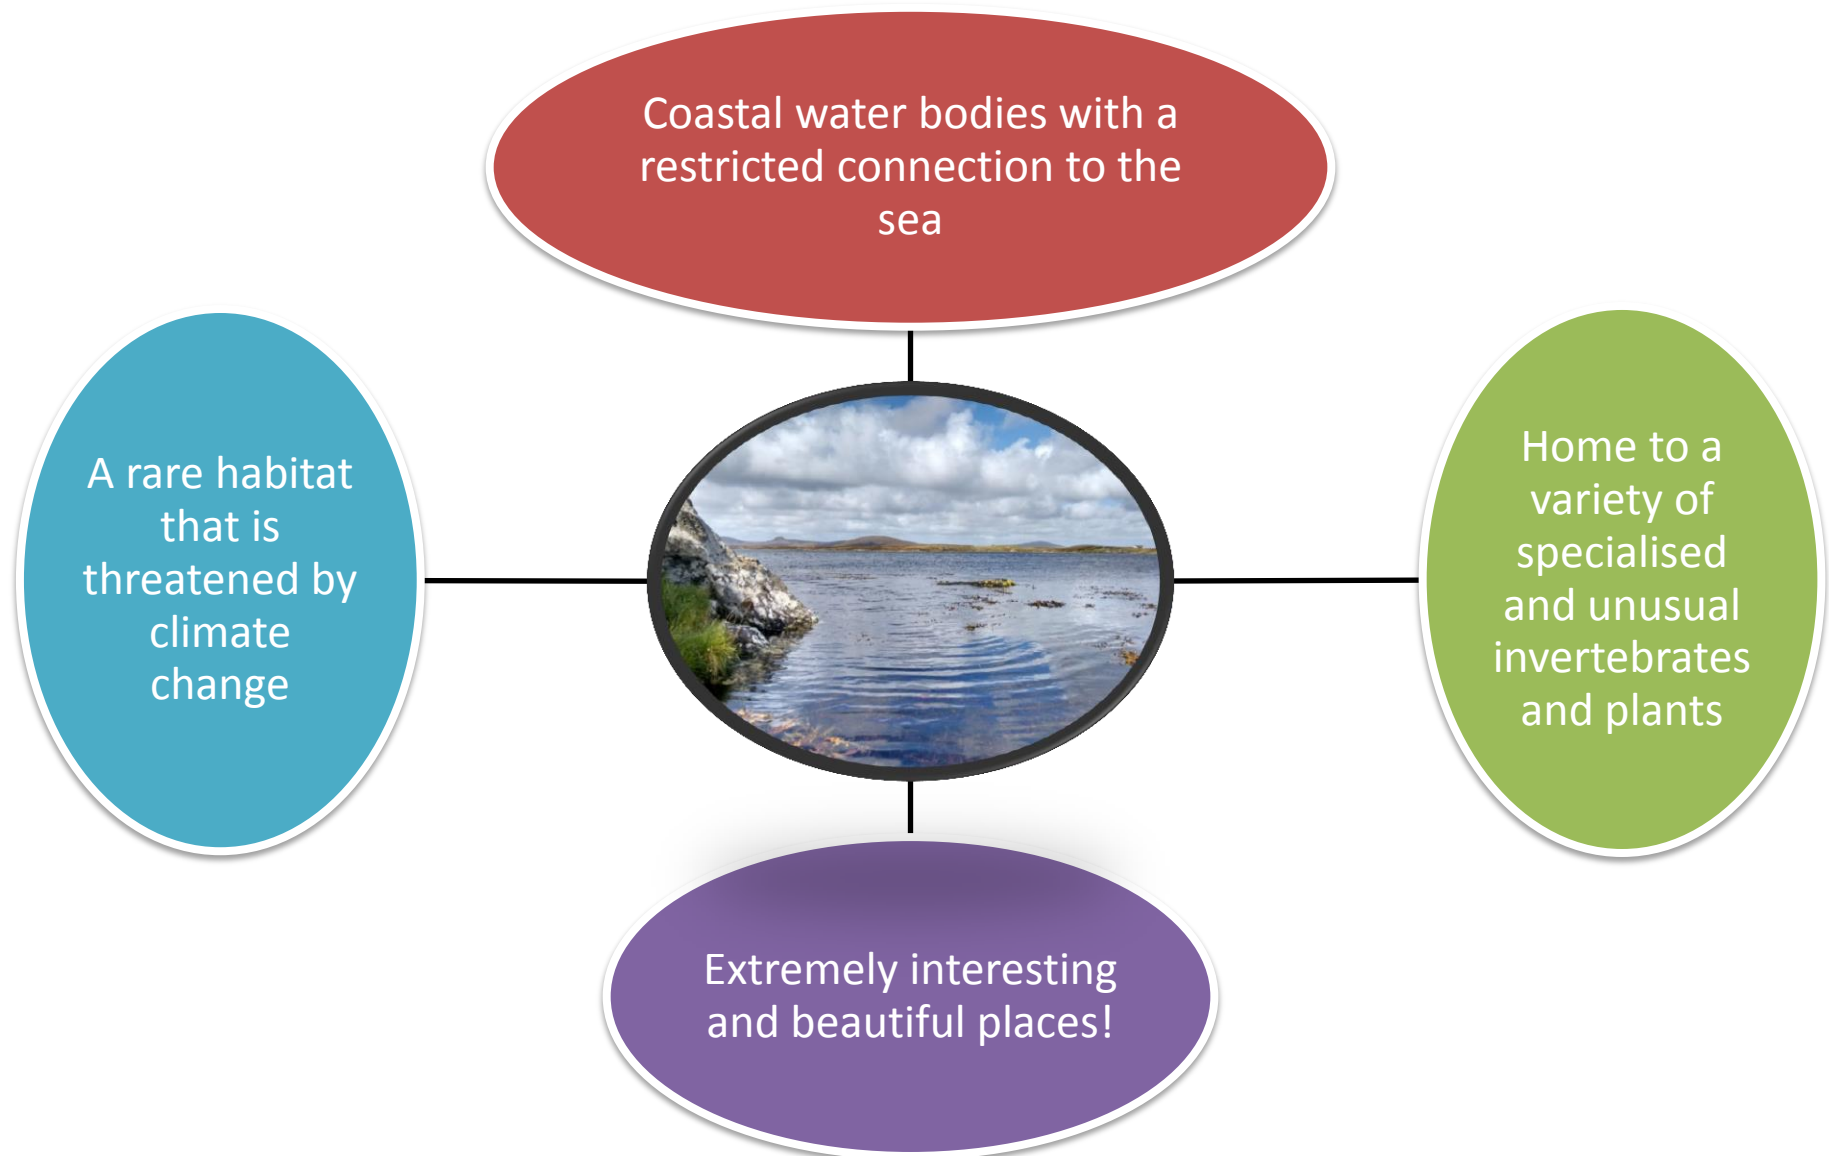 Coastal water bodies with a
restricted connection to the
sea
A rare habitat
that is
threatened by
climate
change
Home to a
variety of
specialised
and unusual
invertebrates
and plants
Extremely interesting
and beautiful places!